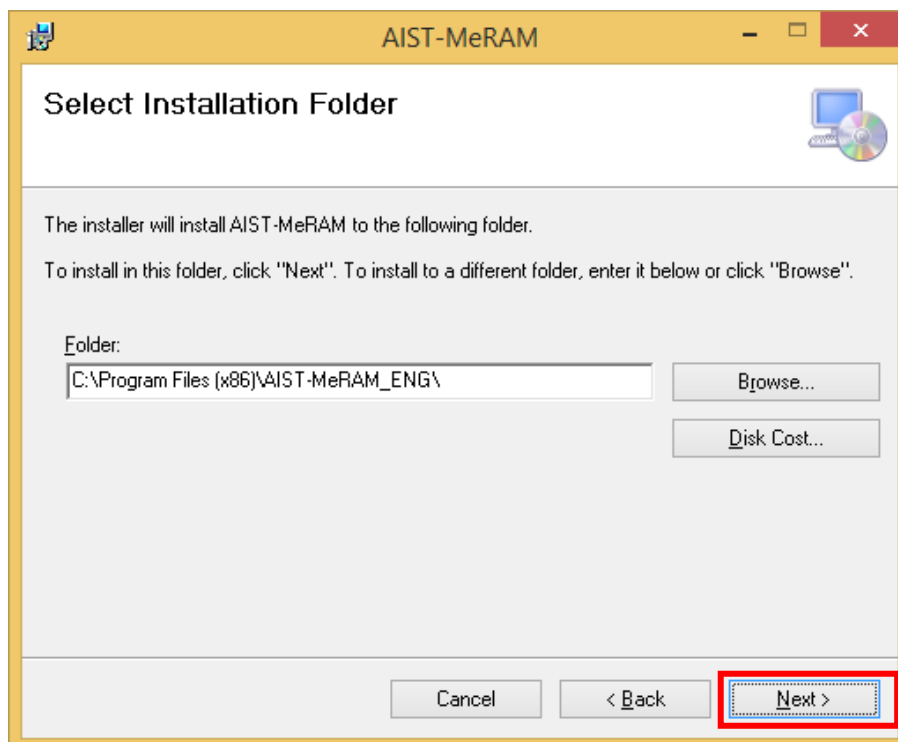 AIST-MeRAM
Select Installation Folder
The installer will install AIST-MeRAM to the following folder.
To install in this folder, click "Next". To install to a different folder, enter it below or click "Browse".
Folder:
C:\Program Files (x86)\AIST-MeRAM_ENG\
Browse...
Disk Cost...
Cancel
< Back
Next >